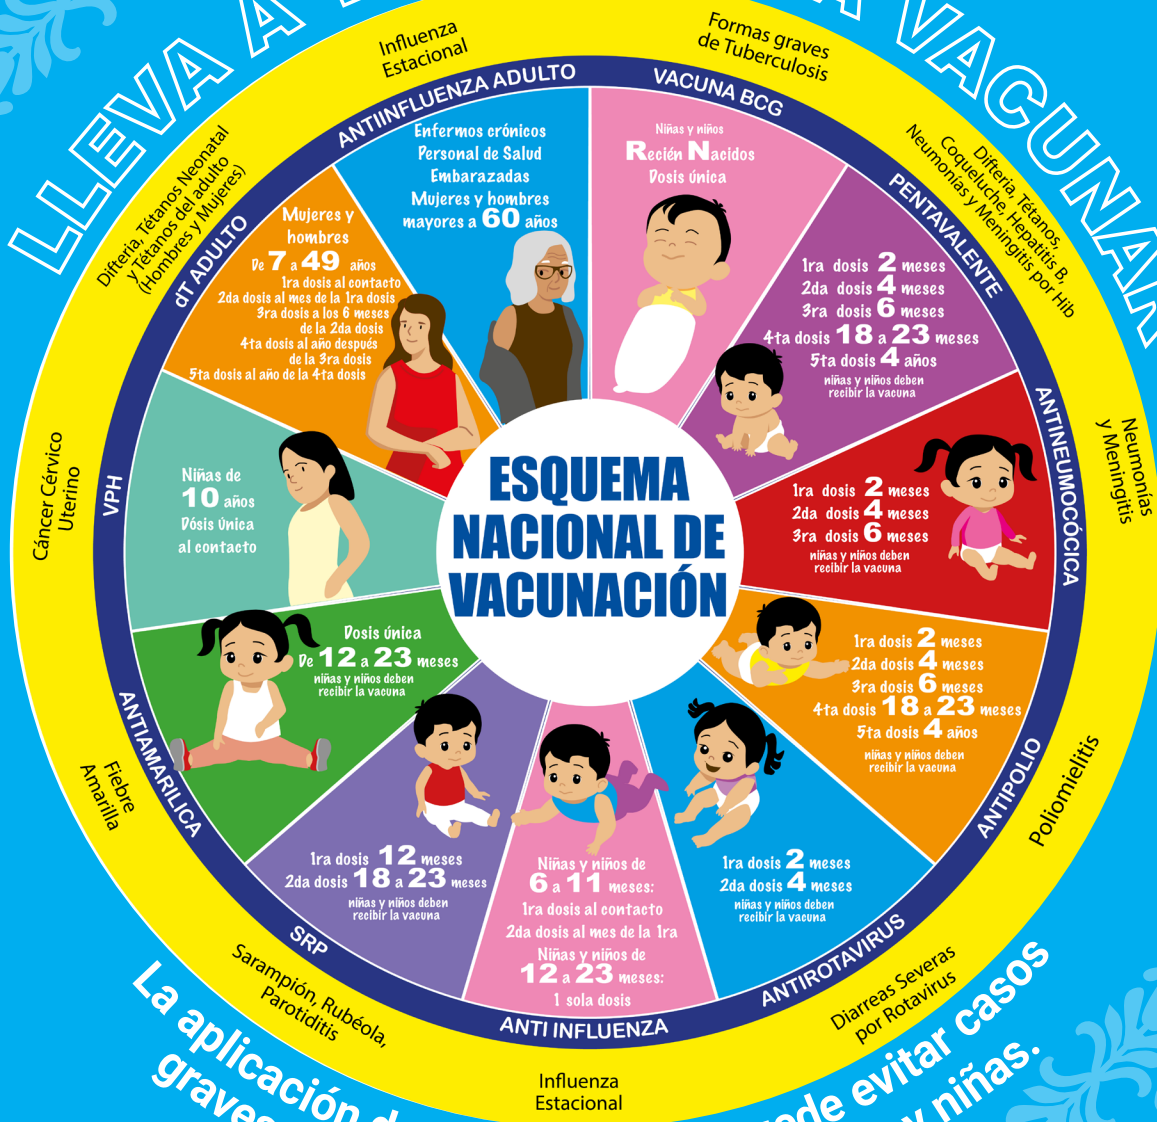 LLEVA A
A VACUNAR
ESQUEMA
NACIONAL DE
VACUNACIÓN
Formas graves
de Tuberculosis
VACUNA BCG
Niñas y niños
Recién Nacidos
Dosis única
Difteria, Tétanos,
Coqueluche, Hepatitis B,
Neumonías y Meningitis por Hib
PENTAVALENTE
1ra dosis 2 meses
2da dosis 4 meses
3ra dosis 6 meses
4ta dosis 18 a 23 meses
5ta dosis 4 años
niñas y niños deben
recibir la vacuna
Neumonías
y Meningitis
ANTINEUMOCÓCICA
1ra dosis 2 meses
2da dosis 4 meses
3ra dosis 6 meses
niñas y niños deben
recibir la vacuna
Poliomielitis
ANTIPOLIO
1ra dosis 2 meses
2da dosis 4 meses
3ra dosis 6 meses
4ta dosis 18 a 23 meses
5ta dosis 4 años
niñas y niños deben
recibir la vacuna
Diarreas Severas
por Rotavirus
ANTIROTAVIRUS
1ra dosis 2 meses
2da dosis 4 meses
niñas y niños deben
recibir la vacuna
Influenza
Estacional
ANTI INFLUENZA
Niñas y niños de
6 a 11 meses:
1ra dosis al contacto
2da dosis al mes de la 1ra
Niñas y niños de
12 a 23 meses:
1 sola dosis
Sarampión, Rubéola,
Parotiditis
SRP
1ra dosis 12 meses
2da dosis 18 a 23 meses
niñas y niños deben
recibir la vacuna
Fiebre
Amarilla
ANTIAMARILICA
Dosis única
De 12 a 23 meses
niñas y niños deben
recibir la vacuna
Cáncer Cérvico
Uterino
VPH
Niñas de
10 años
Dósis Única
al contacto
Difteria, Tétanos Neonatal
y Tétanos del adulto
(Hombres y Mujeres)
dT ADULTO
Mujeres y
hombres
De 7 a 49 años
1ra dosis al contacto
2da dosis al mes de la 1ra dosis
3ra dosis a los 6 meses
de la 2da dosis
4ta dosis al año después
de la 3ra dosis
5ta dosis al año de la 4ta dosis
Influenza
Estacional
ANTIINFLUENZA ADULTO
Enfermos crónicos
Personal de Salud
Embarazadas
Mujeres y hombres
mayores a 60 años
La aplicación
evitar casos
graves
y niñas.